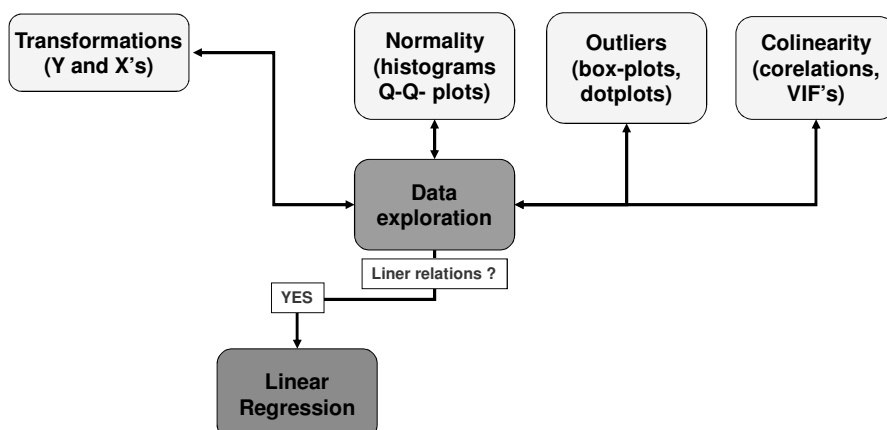 Transformations
(Y and X's)
Normality
(histograms
Q-Q- plots)
Outliers
(box-plots,
dotplots)
Colinearity
(corelations,
VIF's)
Data
exploration
Liner relations ?
YES
Linear
Regression